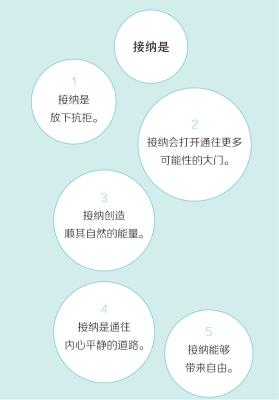 接纳是
1
接纳是
放下抗拒。
2
接纳会打开通往更多
可能性的大门。
3
接纳创造
顺其自然的能量。
4
接纳是通往
内心平静的道路。
5
接纳能够
带来自由。